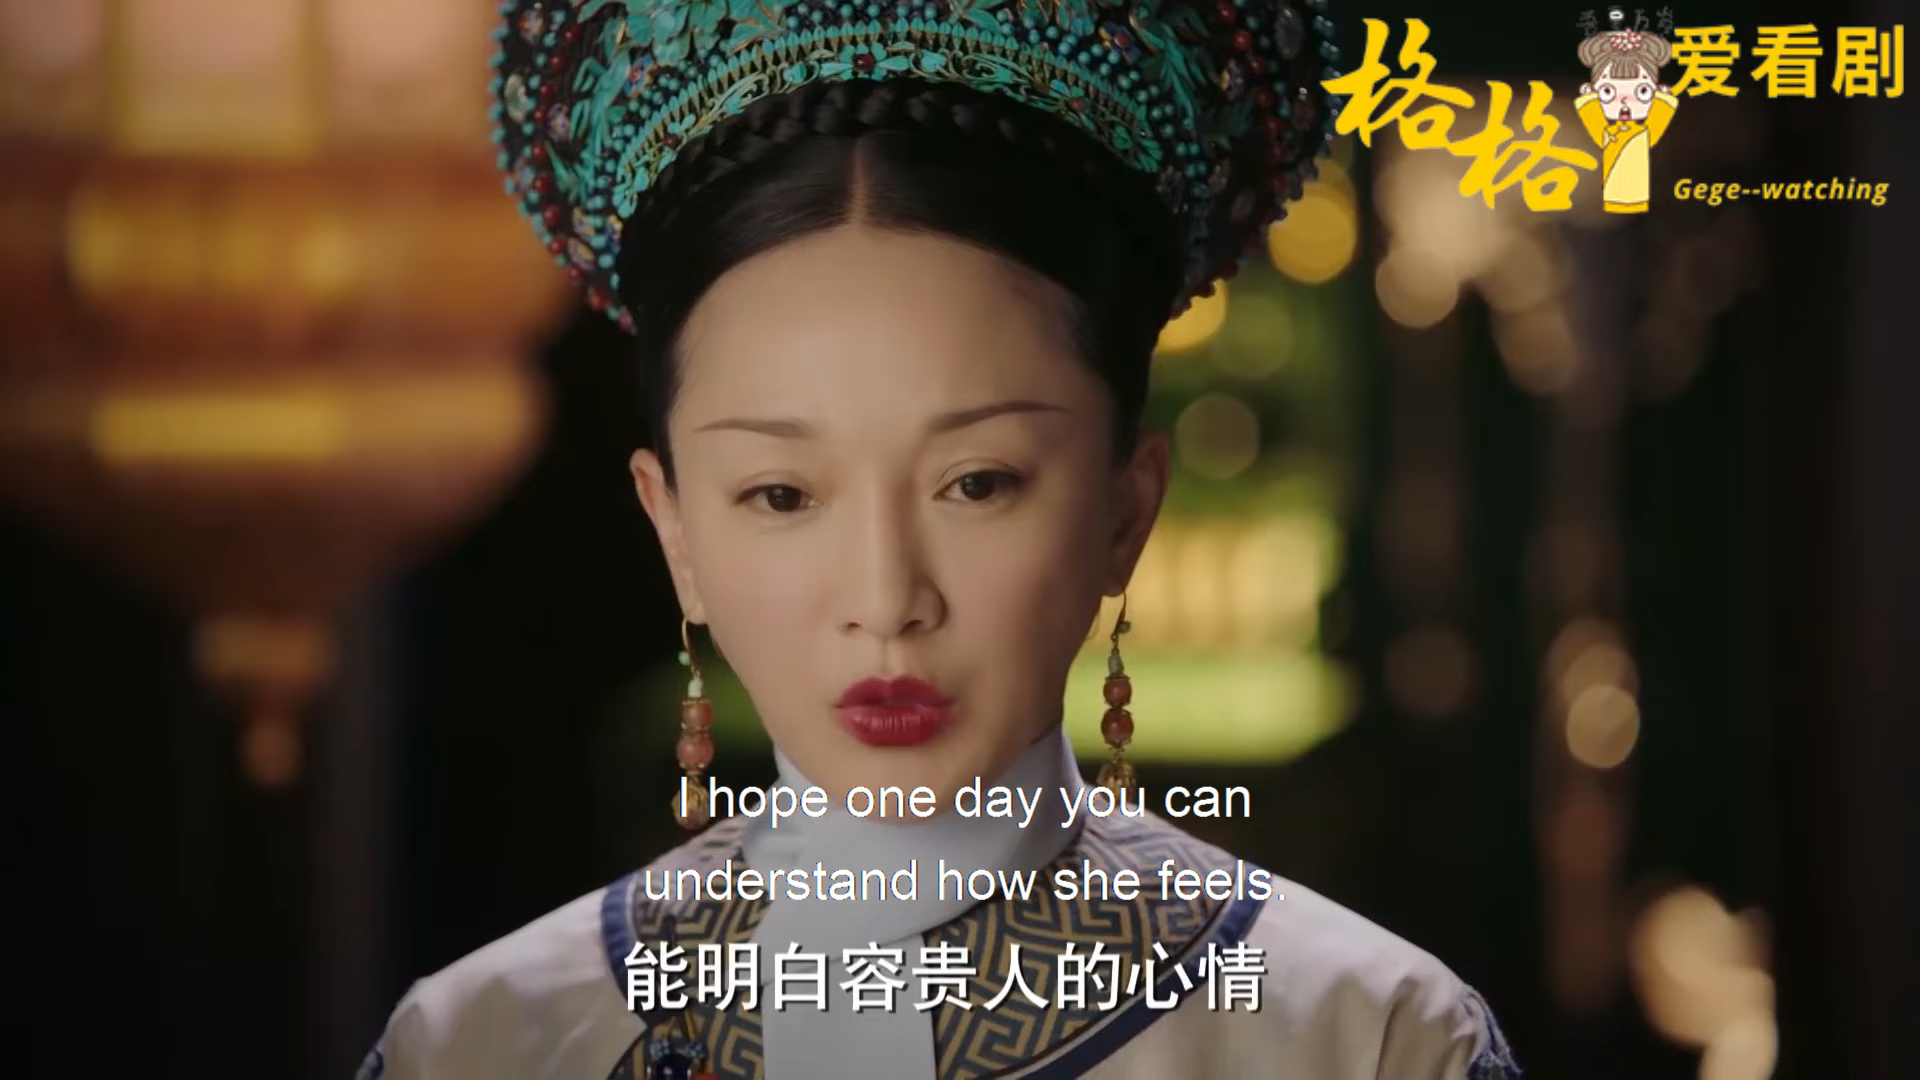 格格
爱看剧
Gege--watching
I hope one day you can
understand how she feels.
能明白容贵人的心情